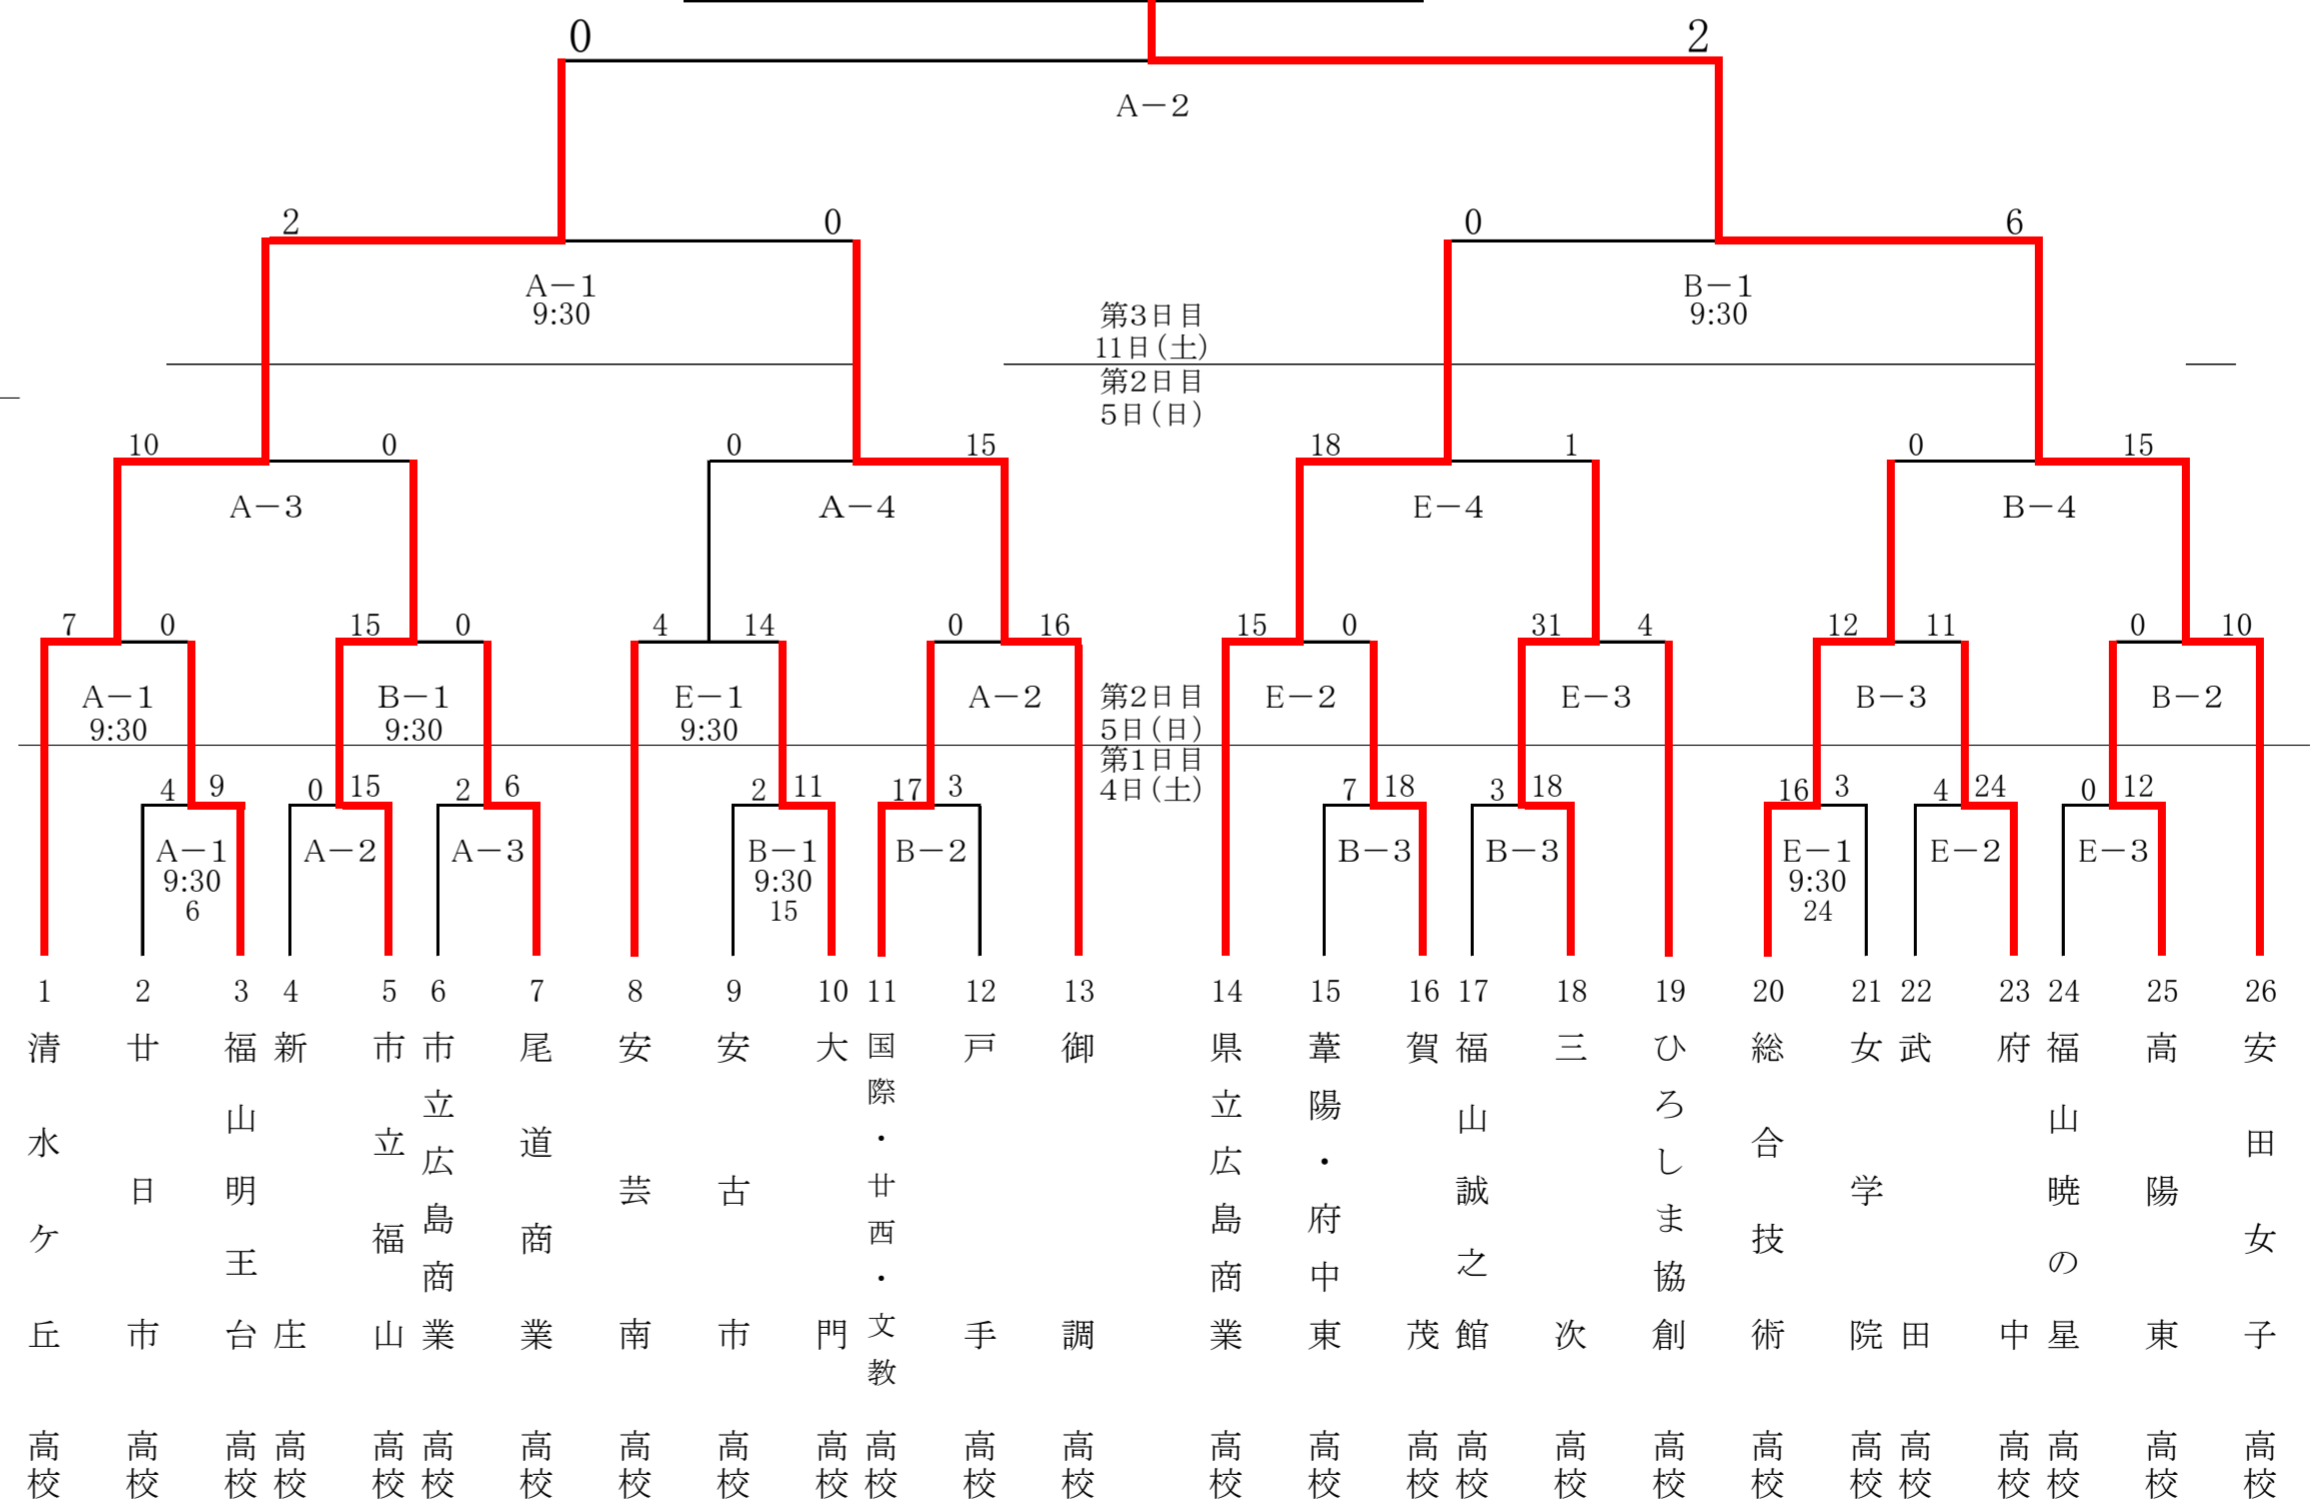 0 2
A－2
2 0 0 6
A－1 B－1
9:30 9:30
第3日目
11日(土)
第2日目
5日(日)
10 0 0 15 18 1 0 15
A－3 A－4 E－4 B－4
7 0 15 0 4 14 0 16 15 0 31 4 12 11 0 10
A－1 B－1 E－1 A－2 E－2 E－3 B－3 B－2
9:30 9:30 9:30
第2日目
5日(日)
第1日目
4日(土)
4 9 0 15 2 6 2 11 17 3 7 18 3 18 16 3 4 24 0 12
A－1 A－2 A－3 B－1 B－2 B－3 B－3 E－1 E－2 E－3
9:30 9:30 9:30
6 15 24
1 2 3 4 5 6 7 8 9 10 11 12 13 14 15 16 17 18 19 20 21 22 23 24 25 26
清水ケ丘高校
廿日市高校
福山明王台高校
新庄高校
市立福山高校
市立広島商業高校
尾道商業高校
安芸南高校
安古市高校
大門高校
国際・廿西・文教高校
戸手高校
御調高校
県立広島商業高校
葦陽・府中東高校
賀茂高校
福山誠之館高校
三次高校
ひろしま協創高校
総合技術高校
女学院高校
武田高校
府中高校
福山暁の星高校
高陽東高校
安田女子高校